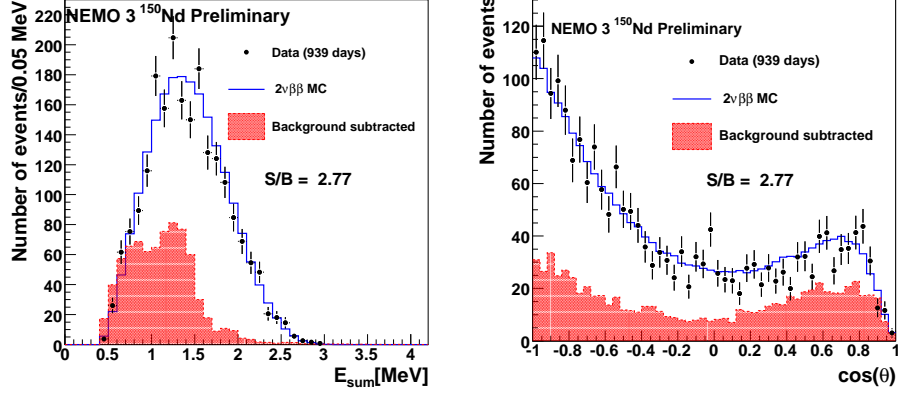 NEMO 3 ¹⁵⁰Nd Preliminary
Number of events/0.05 MeV
220
200
180
160
140
120
100
80
60
40
20
0
Data (939 days)
2νββ MC
Background subtracted
S/B = 2.77
0 0.5 1 1.5 2 2.5 3 3.5 4
E_sum[MeV]
NEMO 3 ¹⁵⁰Nd Preliminary
Number of events
120
100
80
60
40
20
0
Data (939 days)
2νββ MC
Background subtracted
S/B = 2.77
-1 -0.8 -0.6 -0.4 -0.2 0 0.2 0.4 0.6 0.8 1
cos(θ)